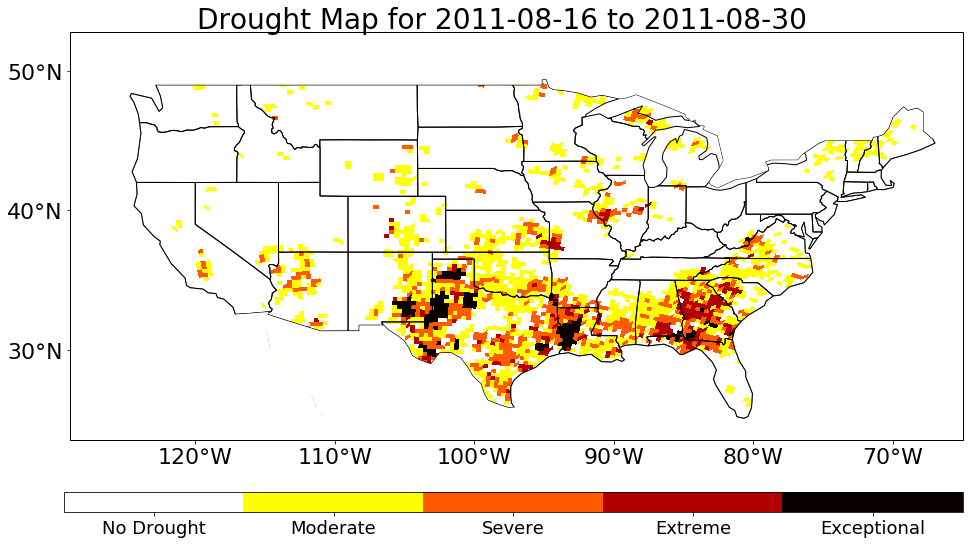 Drought Map for 2011-08-16 to 2011-08-30
50°N
40°N
30°N
120°W 110°W 100°W 90°W 80°W 70°W
No Drought Moderate Severe Extreme Exceptional